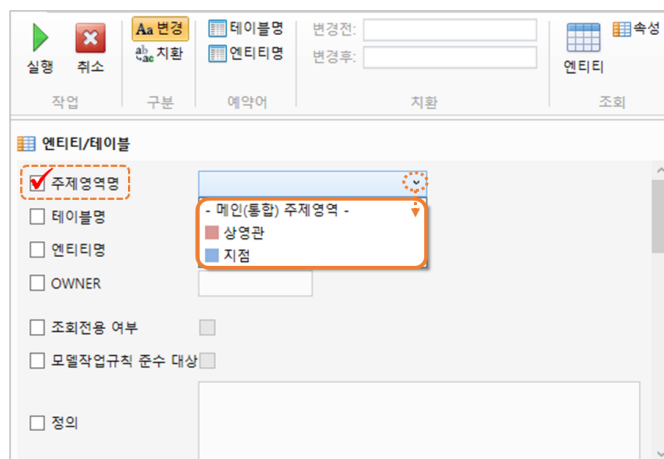 실행
취소
Aa 변경
ab ac 치환
테이블명
엔티티명
변경전:
변경후:
엔티티
속성
작업
구분
예약어
치환
조회
엔티티/테이블
주제영역명
- 메인(통합) 주제영역 -
상영관
지점
테이블명
엔티티명
OWNER
조회전용 여부
모델작업규칙 준수 대상
정의